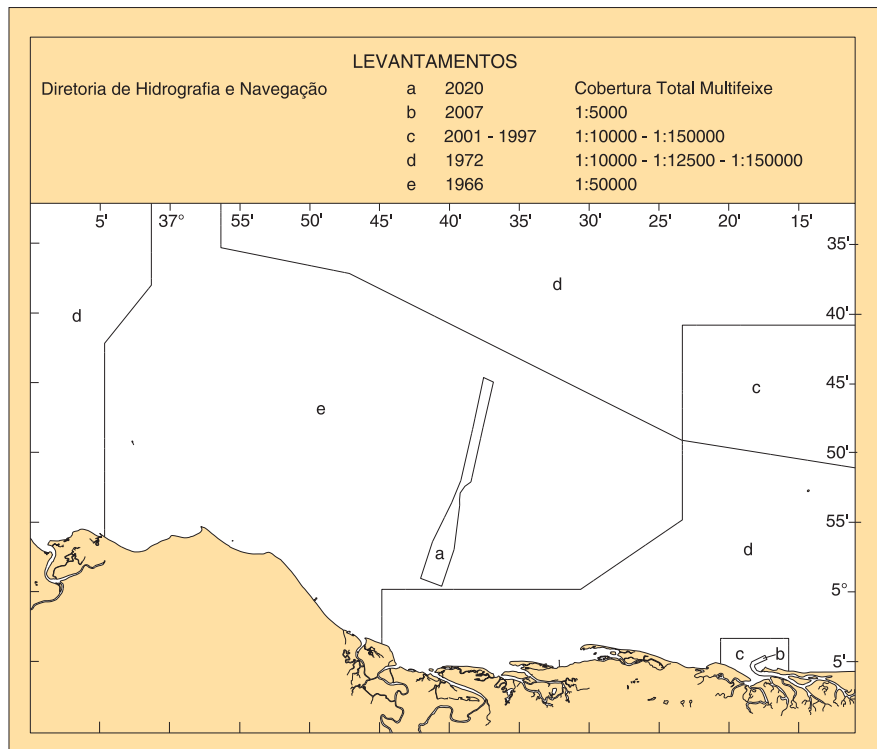 LEVANTAMENTOS
Diretoria de Hidrografia e Navegação a 2020 Cobertura Total Multifeixe
b 2007 1:5000
c 2001 - 1997 1:10000 - 1:150000
d 1972 1:10000 - 1:12500 - 1:150000
e 1966 1:50000
5' 37° 55' 50' 45' 40' 35' 30' 25' 20' 15'
35'
d
d
40'
c
45'
e
50'
55'
a
d
5°
c b
5'